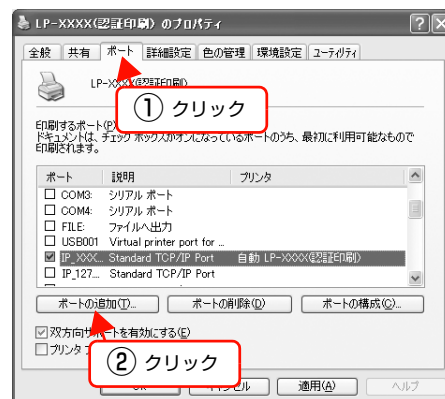 LP-XXXX(認証印刷) のプロパティ
全般 共有 ポート 詳細設定 色の管理 環境設定 ユーティリティ
LP-XXXX(認証印刷)
① クリック
印刷するポート(P)
ドキュメントは、チェック ボックスがオンになっているポートのうち、最初に利用可能なもので
印刷されます。
ポート 説明 プリンタ
COM3: シリアル ポート
COM4: シリアル ポート
FILE: ファイルへ出力
USB001 Virtual printer port for ...
IP_XXX... Standard TCP/IP Port 自動 LP-XXXX(認証印刷)
IP_127... Standard TCP/IP Port
ポートの追加(T)... ポートの削除(D) ポートの構成(C)...
双方向サポートを有効にする(E)
プリンタ
② クリック
OK キャンセル 適用(A) ヘルプ